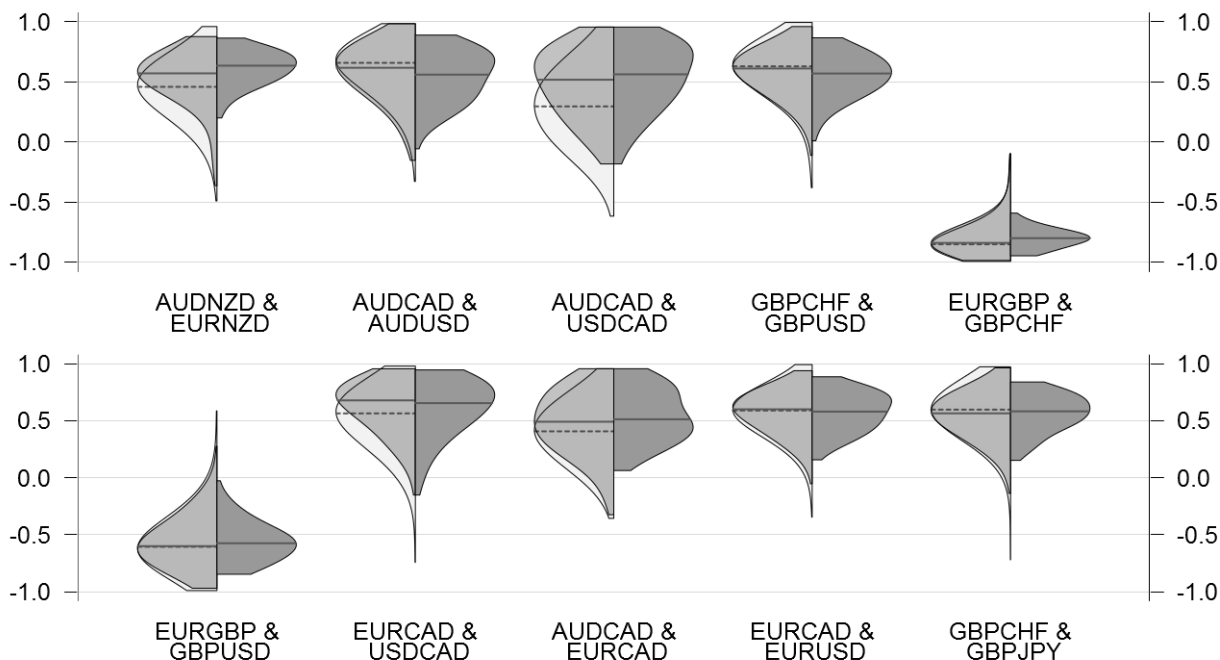 1.0 1.0
0.5 0.5
0.0 0.0
-0.5 -0.5
-1.0 -1.0
AUDNZD & AUDCAD & AUDCAD & GBPCHF & EURGBP &
EURNZD AUDUSD USDCAD GBPUSD GBPCHF
1.0 1.0
0.5 0.5
0.0 0.0
-0.5 -0.5
-1.0 -1.0
EURGBP & EURCAD & AUDCAD & EURCAD & GBPCHF &
GBPUSD USDCAD EURCAD EURUSD GBPJPY